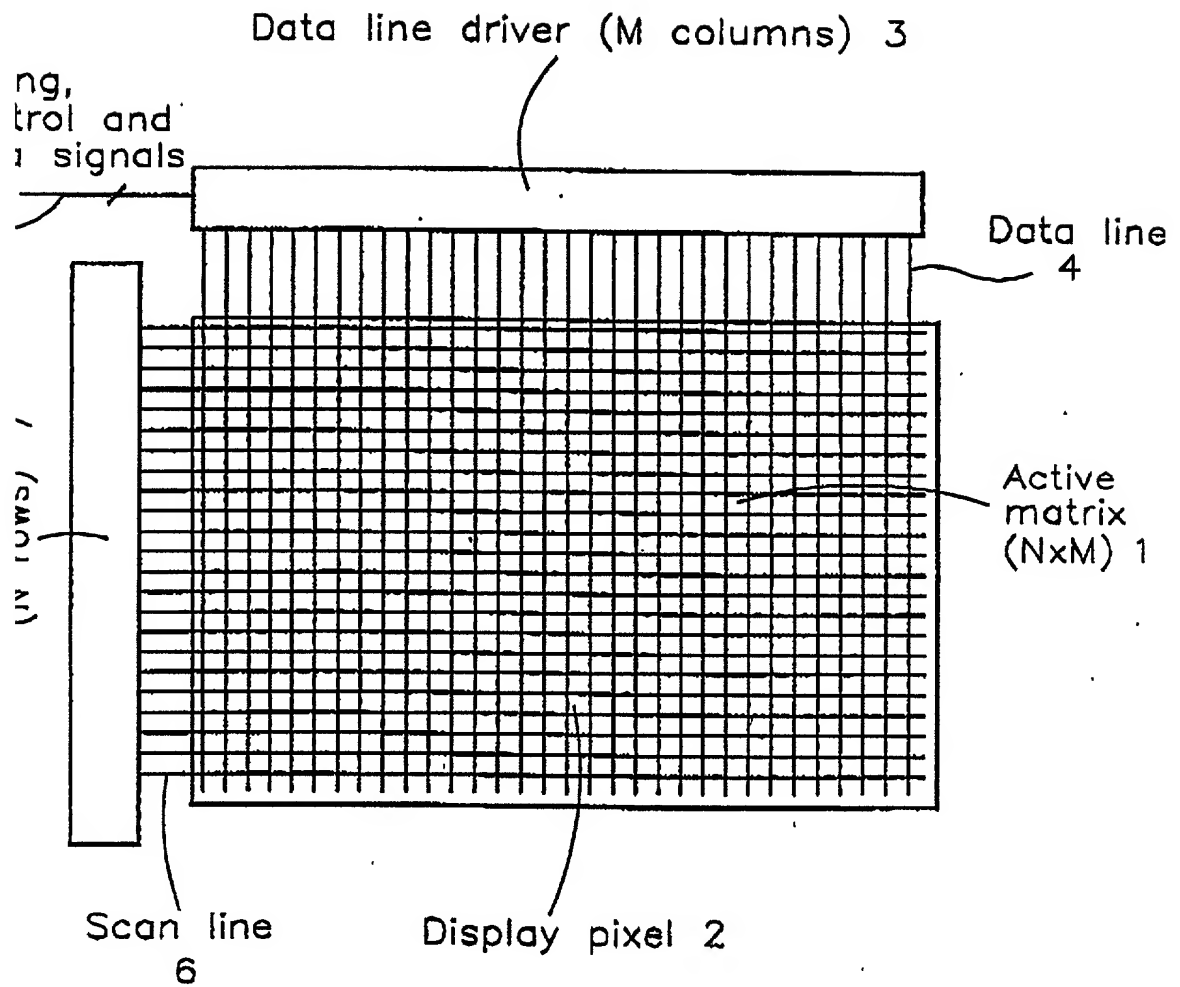 Data line driver (M columns) 3
ng,
trol and
signals
Data line
4
Active
matrix
(NxM) 1
rows)
Scan line
6
Display pixel 2